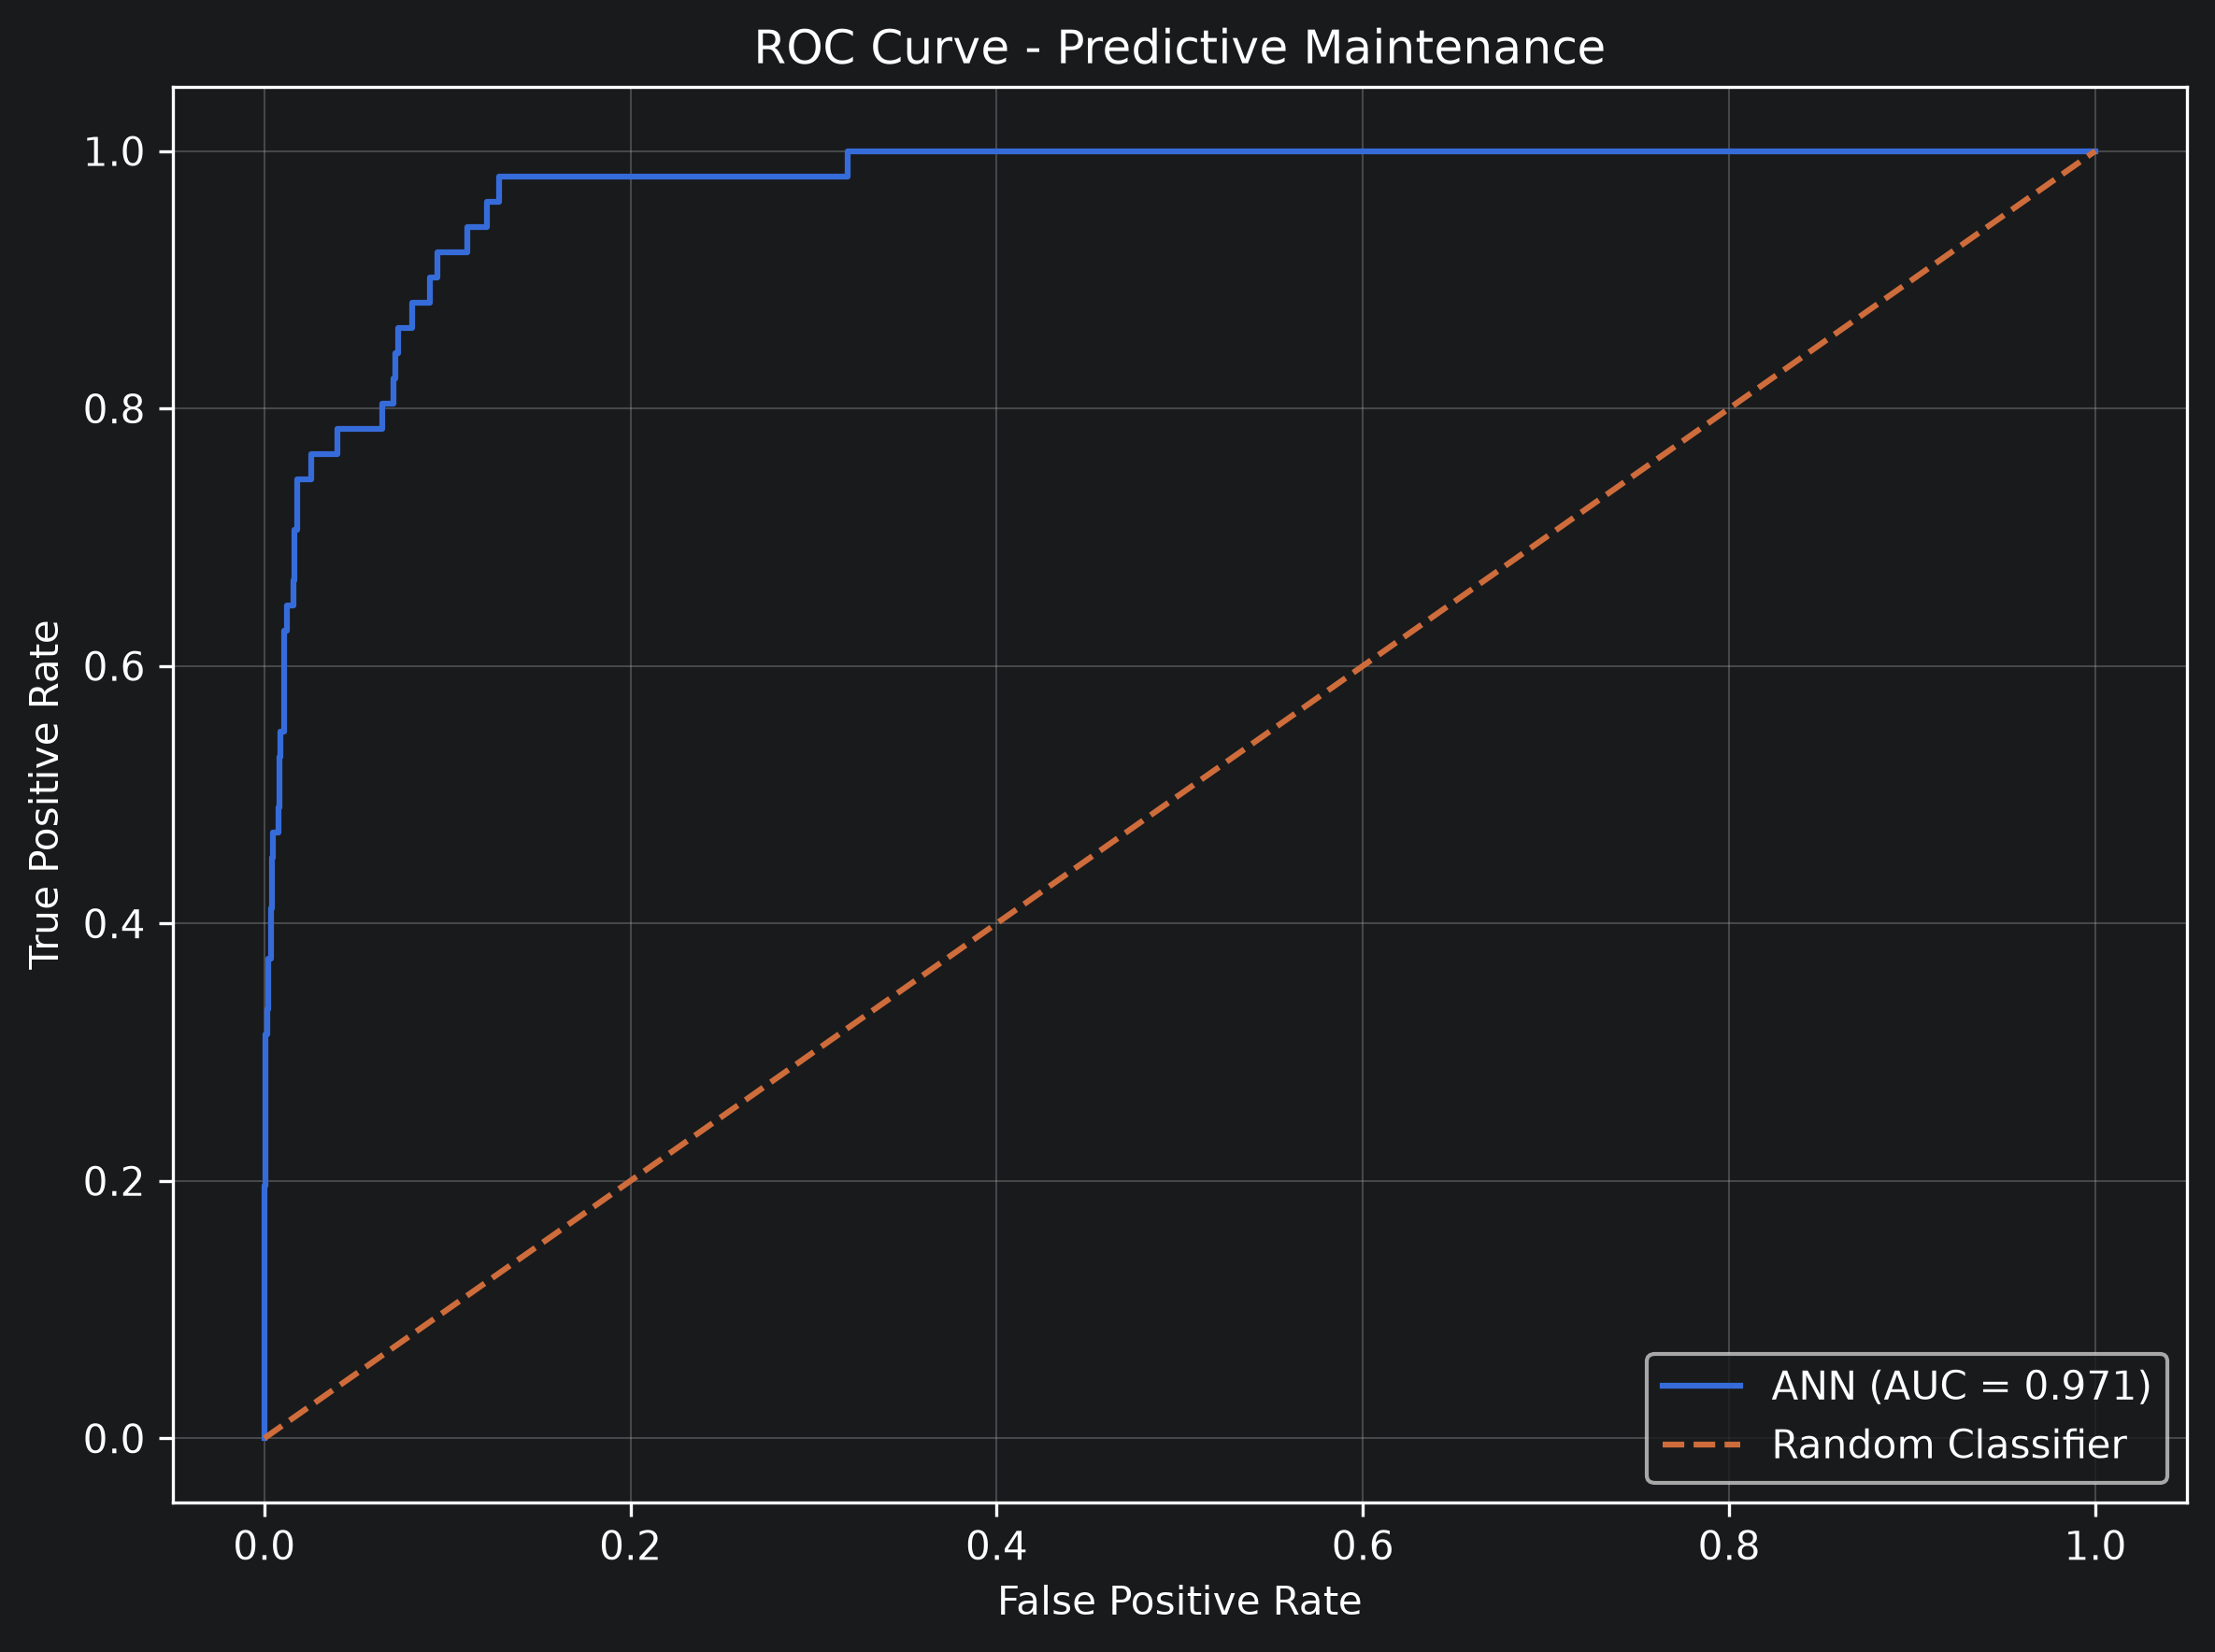 ROC Curve - Predictive Maintenance
1.0
0.8
0.6
0.4
0.2
0.0
True Positive Rate
ANN (AUC = 0.971)
Random Classifier
0.0 0.2 0.4 0.6 0.8 1.0
False Positive Rate